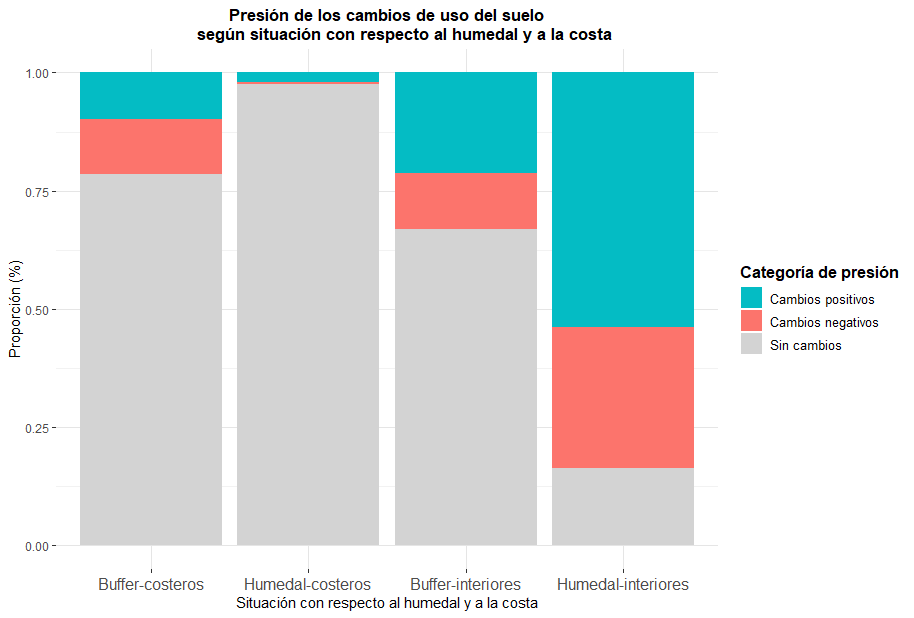 Presión de los cambios de uso del suelo
según situación con respecto al humedal y a la costa
Proporción (%)
1.00
0.75
0.50
0.25
0.00
Buffer-costeros
Humedal-costeros
Buffer-interiores
Humedal-interiores
Situación con respecto al humedal y a la costa
Categoría de presión
Cambios positivos
Cambios negativos
Sin cambios